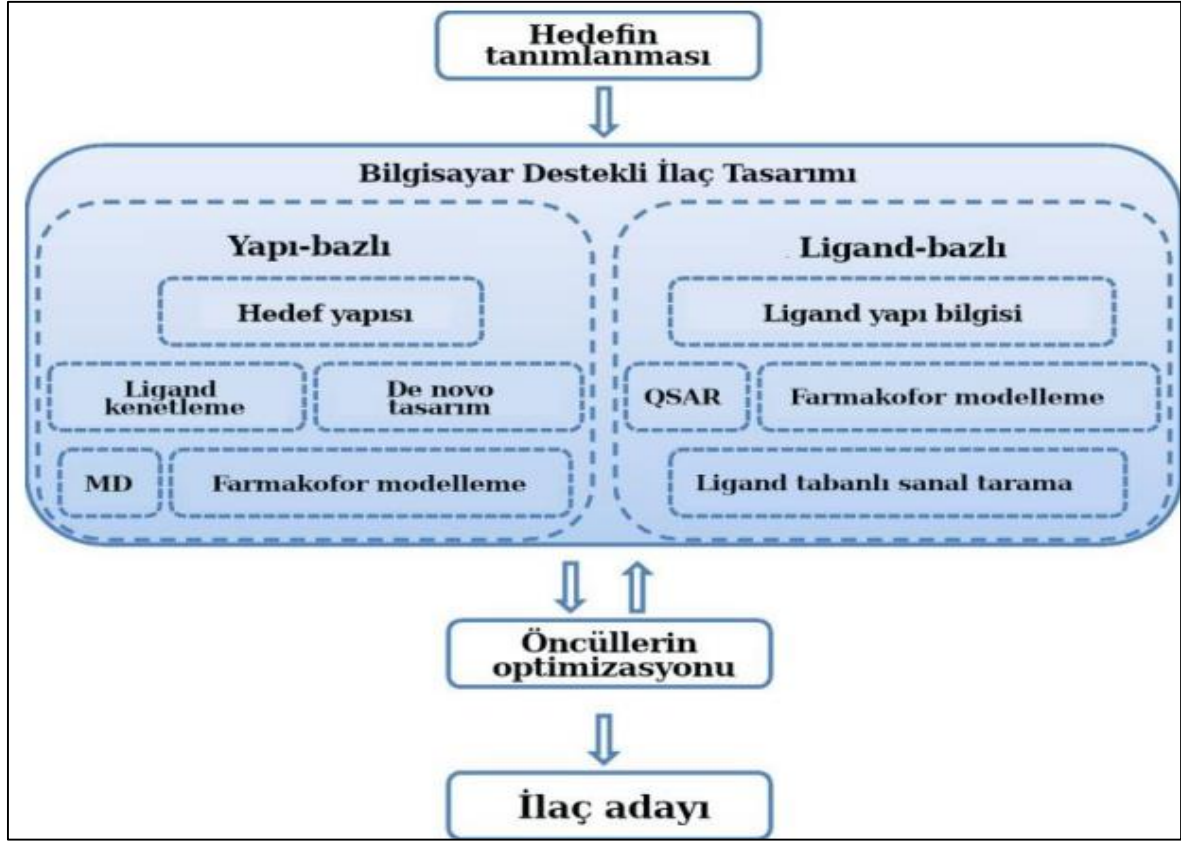 Hedefin
tanımlanması
Bilgisayar Destekli İlaç Tasarımı
Yapı-bazlı
Hedef yapısı
Ligand
kenetleme
De novo
tasarım
MD
Farmakofor modelleme
Ligand-bazlı
Ligand yapı bilgisi
QSAR
Farmakofor modelleme
Ligand tabanlı sanal tarama
Öncüllerin
optimizasyonu
İlaç adayı